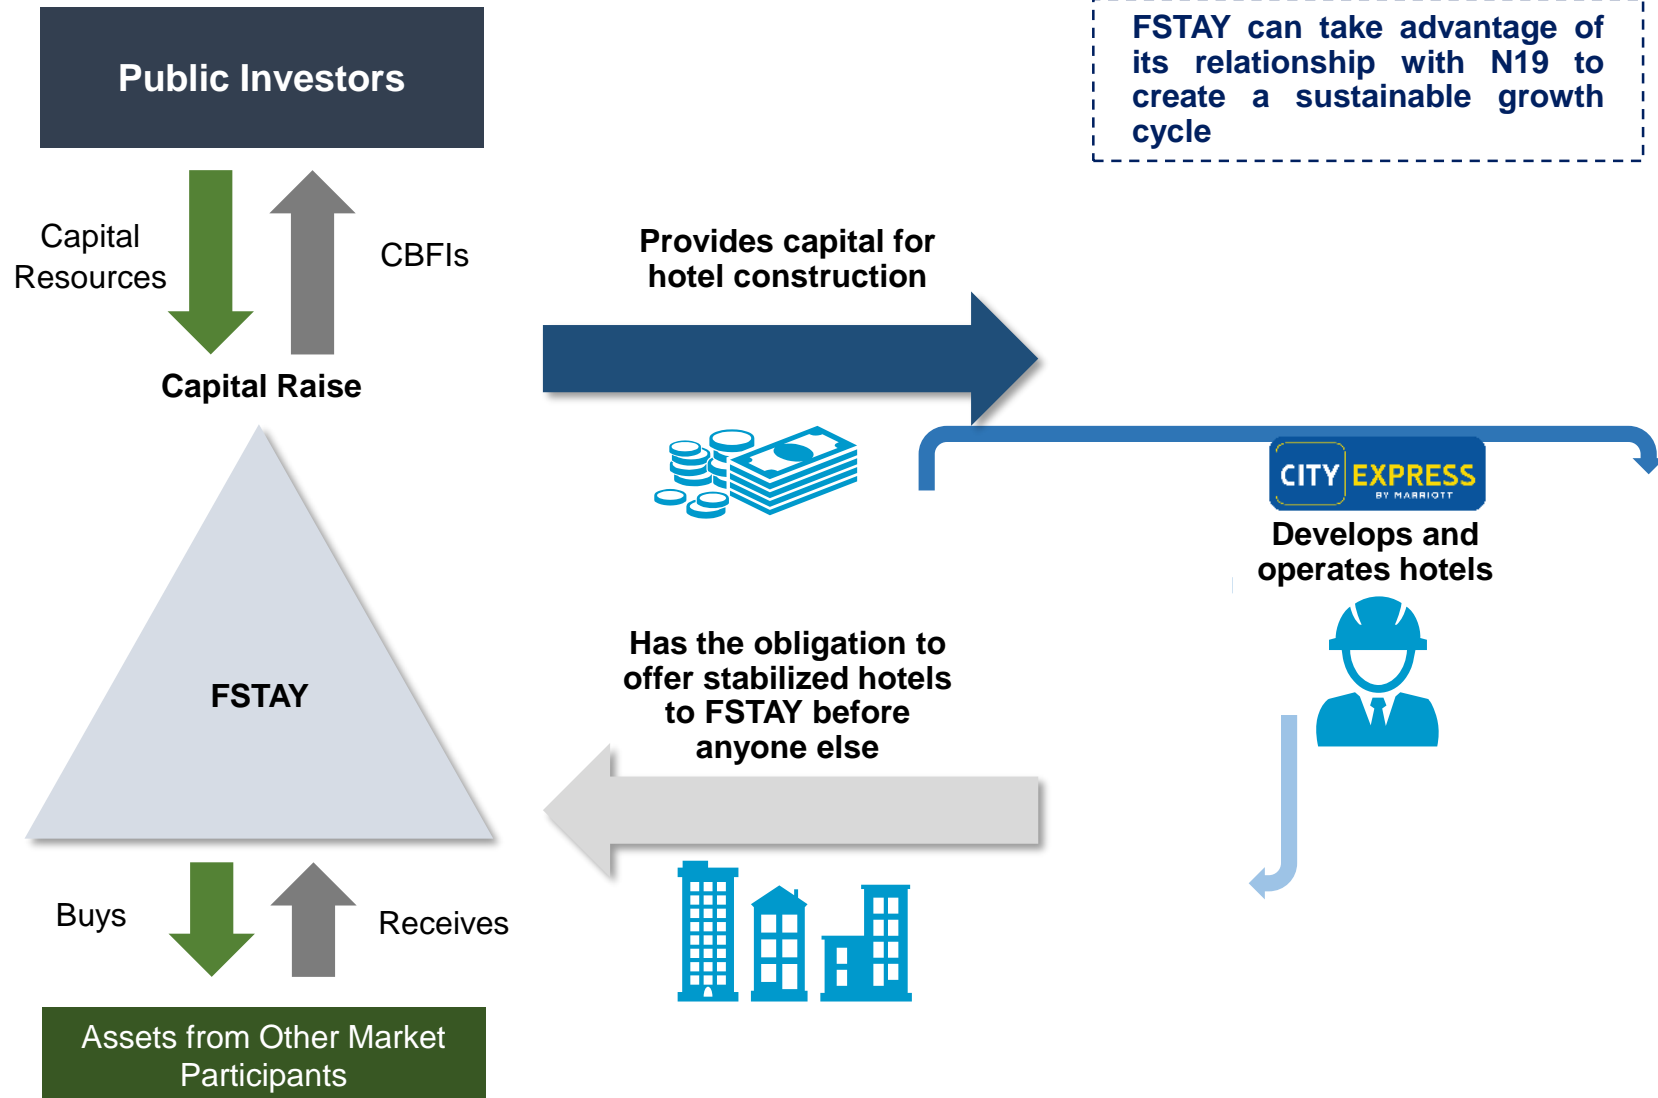 Public Investors
FSTAY can take advantage of
its relationship with N19 to
create a sustainable growth
cycle
Capital
Resources
CBFIs
Capital Raise
Provides capital for
hotel construction
CITY EXPRESS
BY MARRIOTT
Develops and
operates hotels
Has the obligation to
offer stabilized hotels
to FSTAY before
anyone else
FSTAY
Buys
Receives
Assets from Other Market
Participants